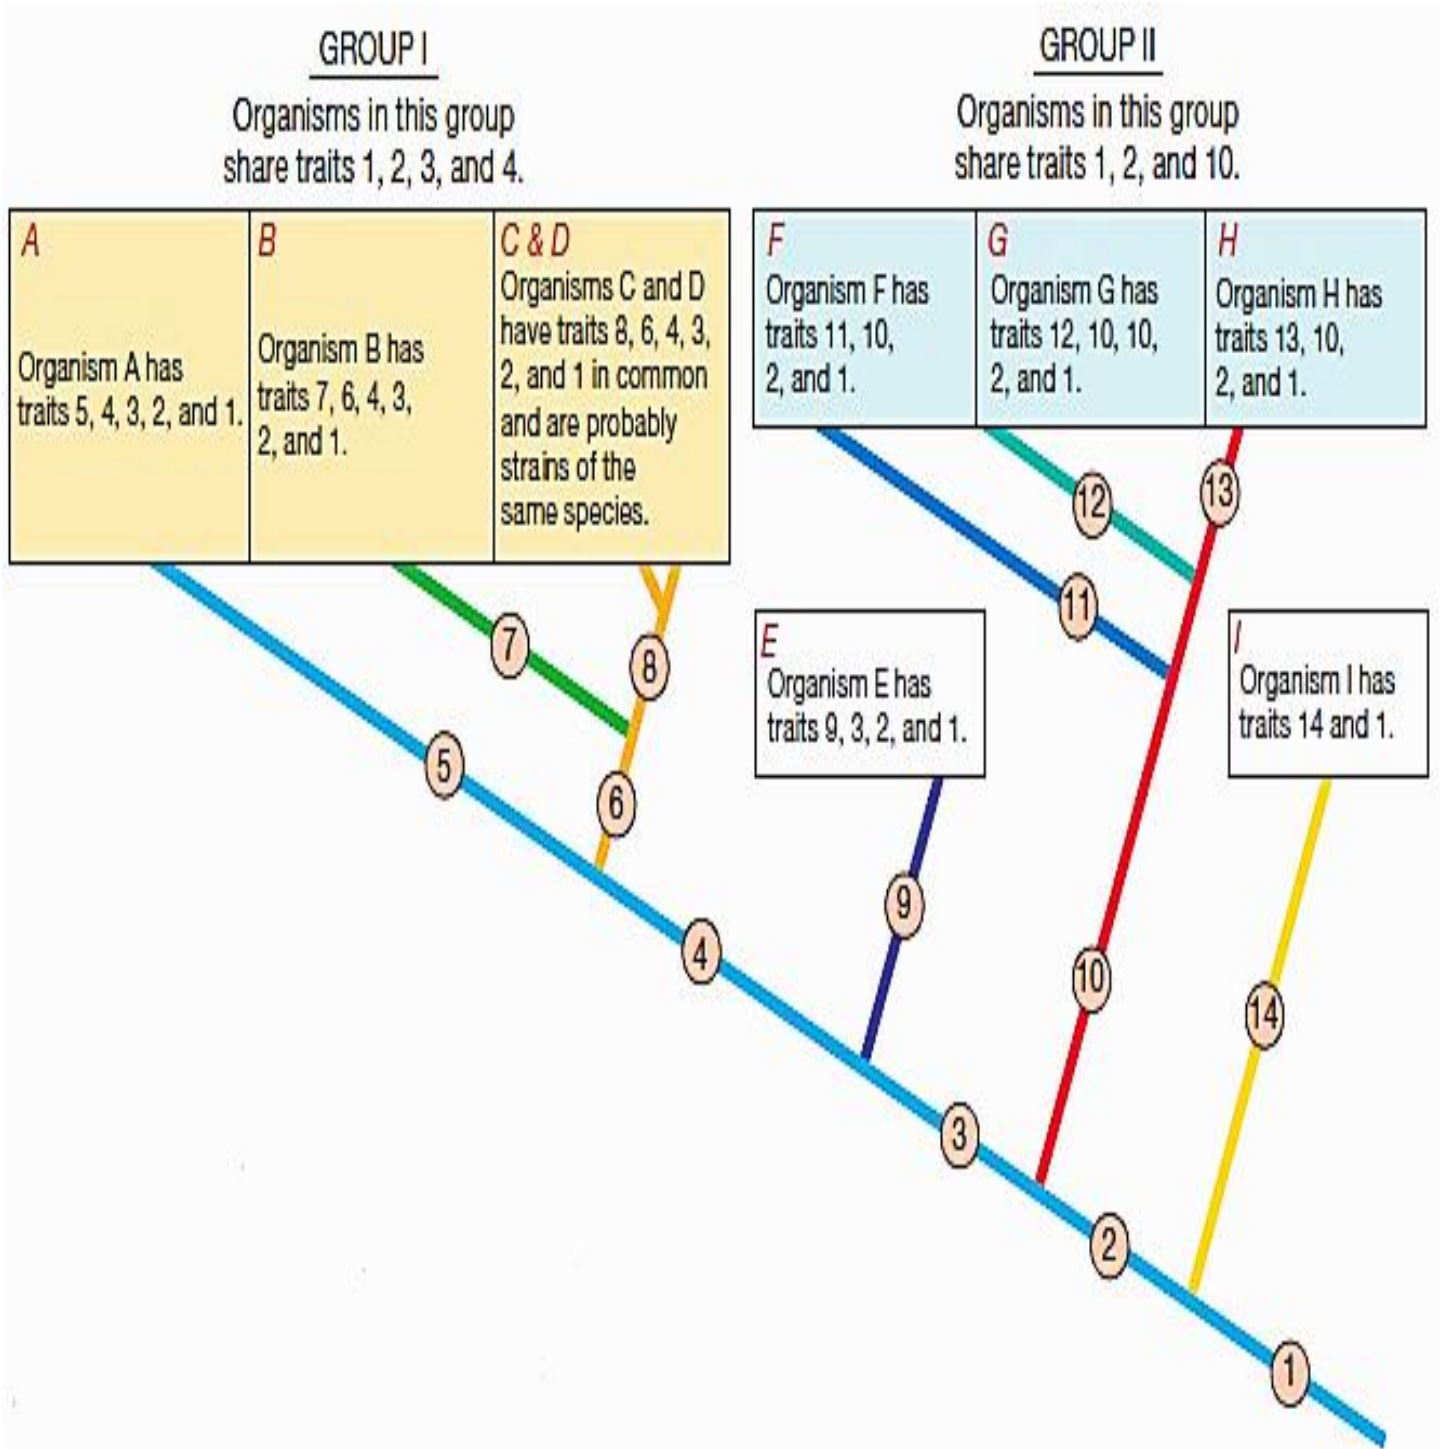 GROUP I
Organisms in this group
share traits 1, 2, 3, and 4.
GROUP II
Organisms in this group
share traits 1, 2, and 10.
A
Organism A has
traits 5, 4, 3, 2, and 1.
B
Organism B has
traits 7, 6, 4, 3,
2, and 1.
C & D
Organisms C and D
have traits 8, 6, 4, 3,
2, and 1 in common
and are probably
strains of the
same species.
F
Organism F has
traits 11, 10,
2, and 1.
G
Organism G has
traits 12, 10, 10,
2, and 1.
H
Organism H has
traits 13, 10,
2, and 1.
E
Organism E has
traits 9, 3, 2, and 1.
I
Organism I has
traits 14 and 1.
13
12
11
7
8
5
6
9
4
10
14
3
2
1